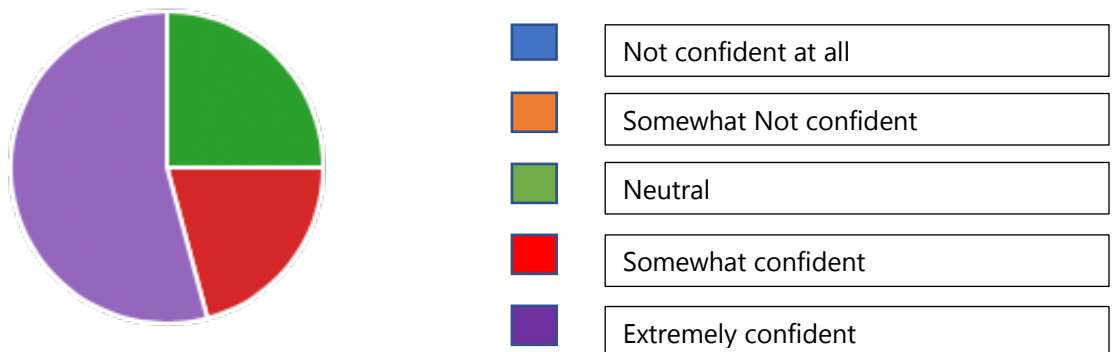 Not confident at all
Somewhat Not confident
Neutral
Somewhat confident
Extremely confident